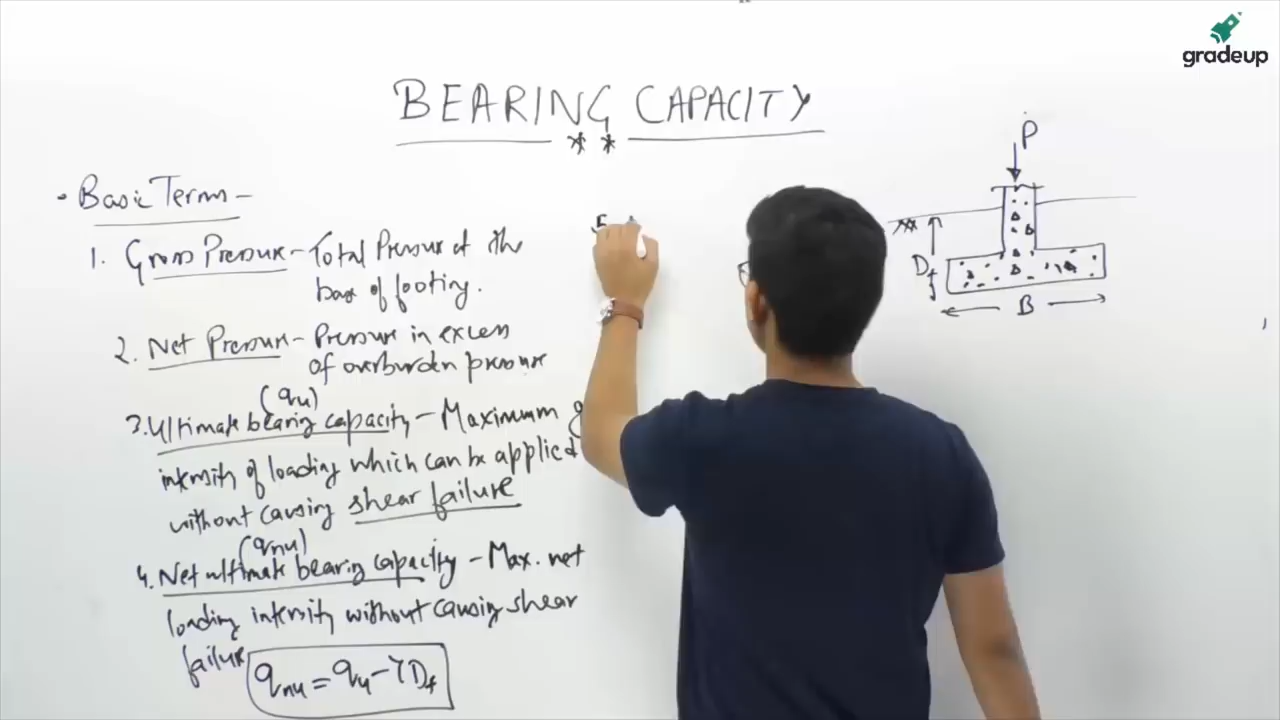 gradeup
BEARING CAPACITY
Basic Terms -
1. Gross Pressure - Total Pressure at the
base of footing.
2. Net Pressure - Pressure in excess
of overburden pressure
(qu)
3. Ultimate bearing capacity - Maximum
intensity of loading which can be applied
without causing shear failure
(qnu)
4. Net ultimate bearing capacity - Max. net
loading intensity without causing shear
failure
qnu = qu - γDf
5
P
Df
B